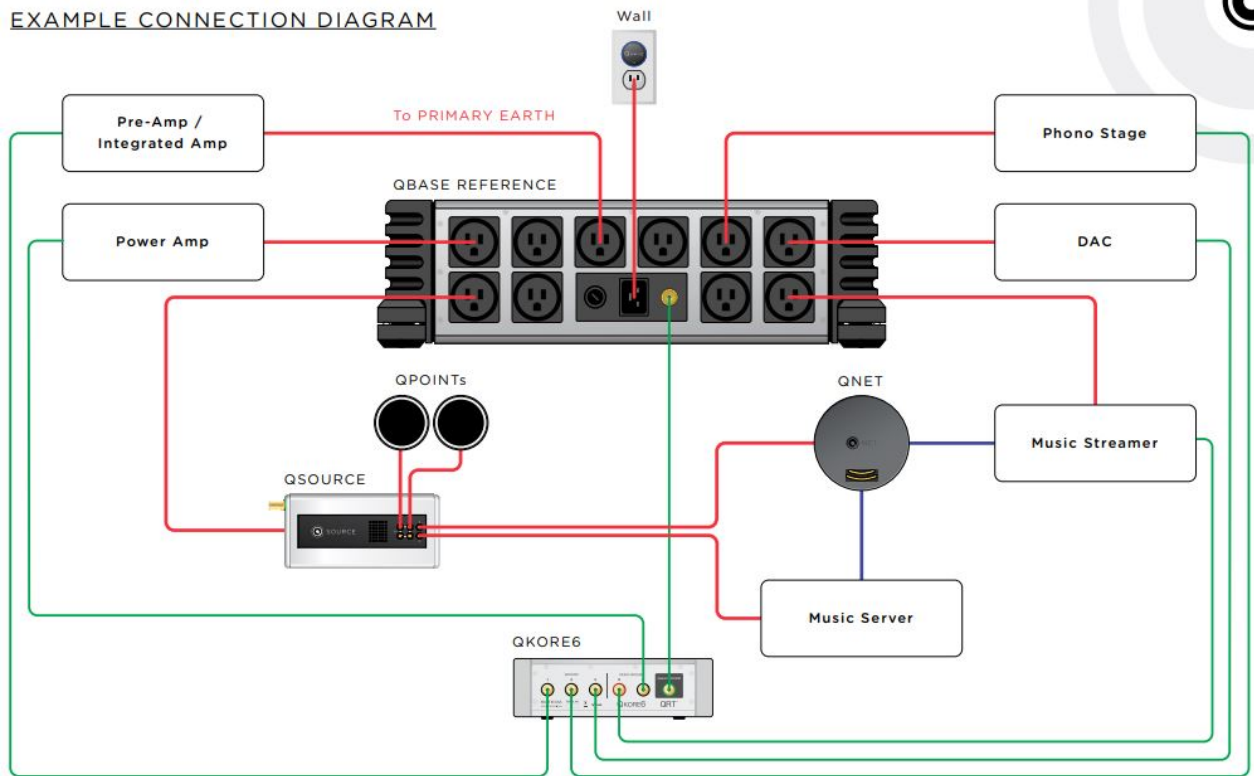 EXAMPLE CONNECTION DIAGRAM
Wall
Pre-Amp /
Integrated Amp
To PRIMARY EARTH
Phono Stage
QBASE REFERENCE
Power Amp
DAC
QPOINTs
QNET
Music Streamer
QSOURCE
SOURCE
Music Server
QKORE6
QKORE6
QRT